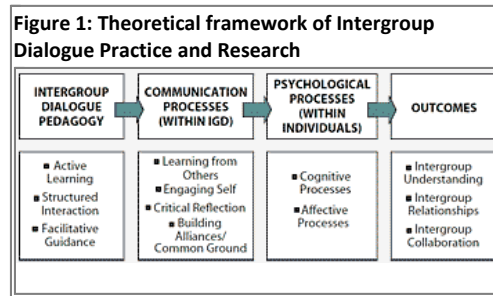 Figure 1: Theoretical framework of Intergroup
Dialogue Practice and Research
INTERGROUP
DIALOGUE
PEDAGOGY
COMMUNICATION
PROCESSES
(WITHIN IGD)
PSYCHOLOGICAL
PROCESSES
(WITHIN
INDIVIDUALS)
OUTCOMES
■ Active
Learning
■ Structured
Interaction
■ Facilitative
Guidance
■ Learning from
Others
■ Engaging Self
■ Critical Reflection
■ Building
Alliances/
Common Ground
■ Cognitive
Processes
■ Affective
Processes
■ Intergroup
Understanding
■ Intergroup
Relationships
■ Intergroup
Collaboration